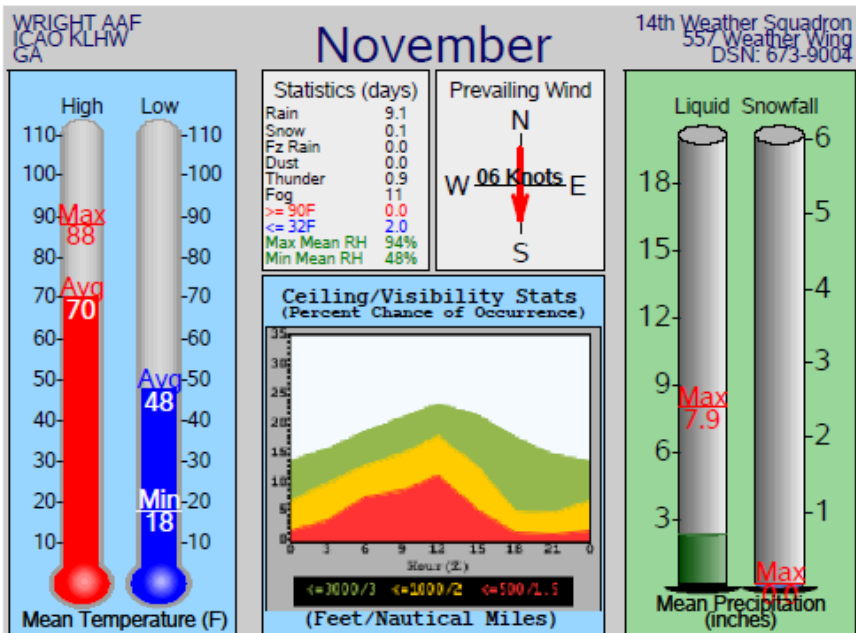 WRIGHT AAF
ICAO KLHW
GA
November
14th Weather Squadron
557 Weather Wing
DSN: 673-9004
High Low
110 110
100 100
90 90
Max
88
80 80
70 70
Avg
70
60 60
50 50
Avg
48
40 40
30 30
20 20
Min
18
10 10
Mean Temperature (F)
Statistics (days)
Rain 9.1
Snow 0.1
Fz Rain 0.0
Dust 0.0
Thunder 0.9
Fog 11
>= 90F 0.0
<= 32F 2.0
Max Mean RH 94%
Min Mean RH 48%
Prevailing Wind
N
W 06 Knots E
S
Ceiling/Visibility Stats
(Percent Chance of Occurrence)
35
30
25
20
15
10
5
0
0 3 6 9 12 15 18 21 0
Hour(Z)
<=3000/3 <=1000/2 <=500/1.5
(Feet/Nautical Miles)
Liquid Snowfall
18
15
12
9
6
3
Max
7.9
6
5
4
3
2
1
Max
0.0
Mean Precipitation
(inches)